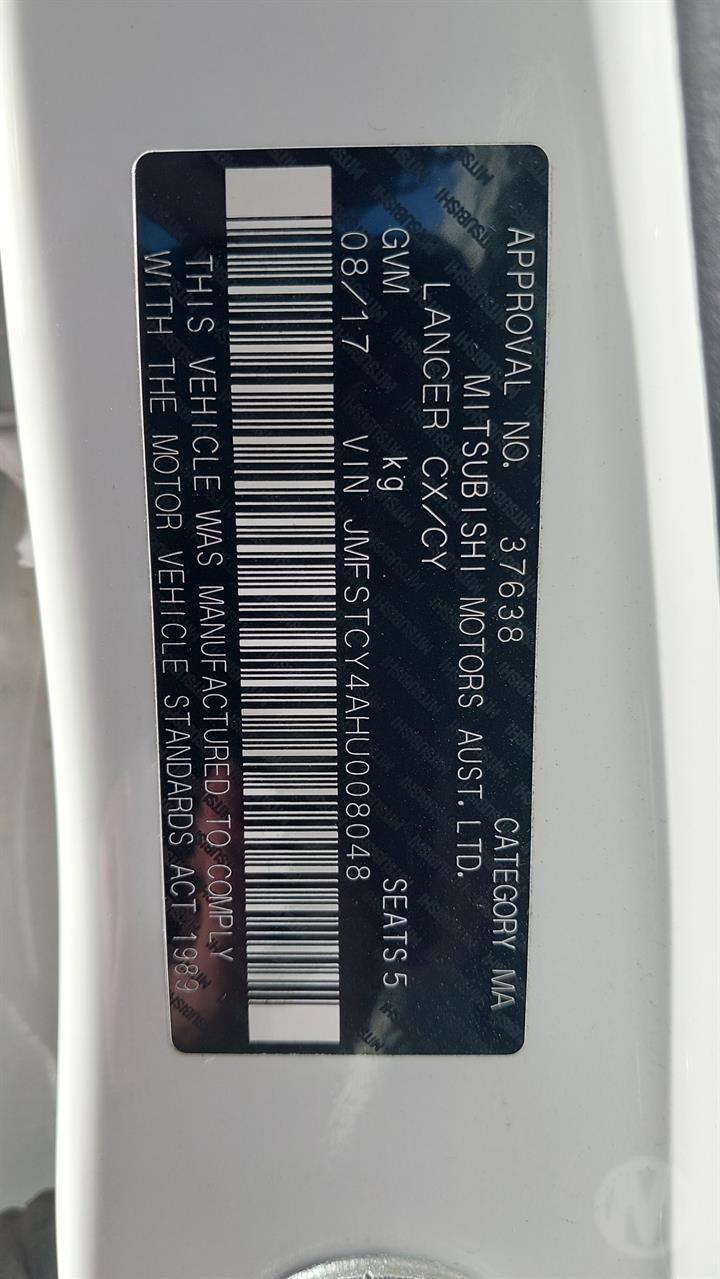 APPROVAL NO. 37638 CATEGORY MA
MITSUBISHI MOTORS AUST. LTD.
LANCER CX/CY
GVM kg SEATS 5
08/17 VIN JMFSTCY4AHU008048
THIS VEHICLE WAS MANUFACTURED TO COMPLY
WITH THE MOTOR VEHICLE STANDARDS ACT 1989